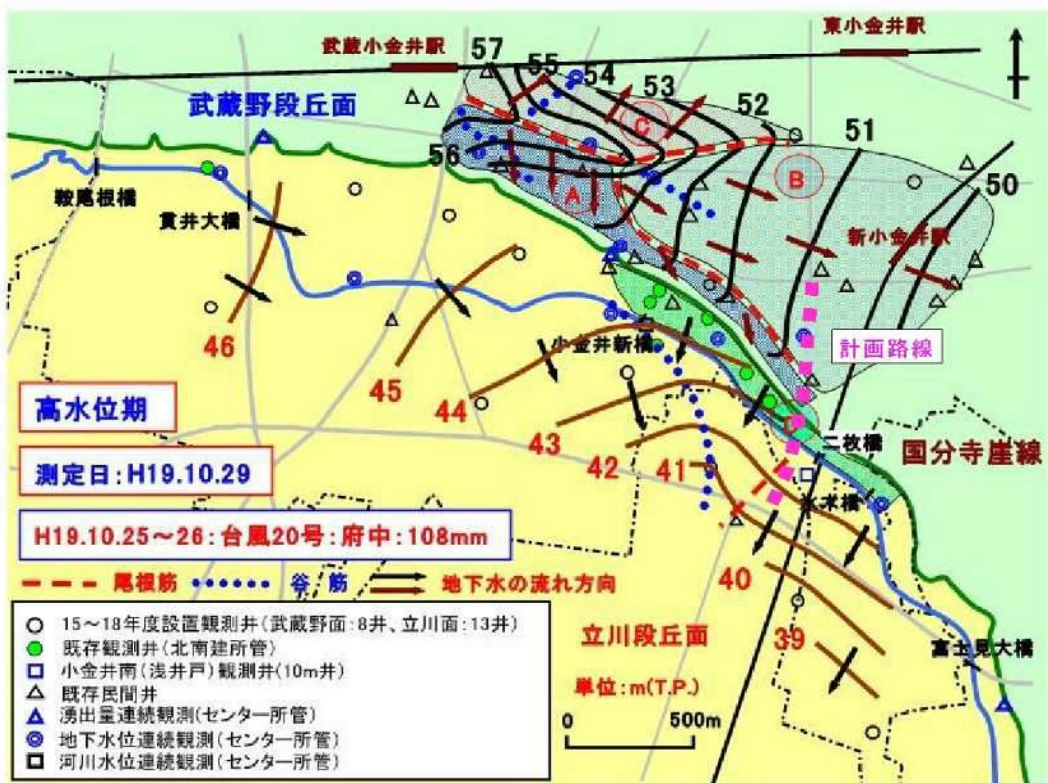 東小金井駅
武蔵小金井駅
57
55
54
53
52
51
50
武蔵野段丘面
56
C
B
A
鞍尾根橋
貫井大橋
新小金井駅
計画路線
46
45
44
43
42
41
40
39
小金井新橋
二枚橋
国分寺崖線
高水位期
測定日:H19.10.29
H19.10.25~26:台風20号:府中:108mm
尾根筋
谷筋
地下水の流れ方向
15~18年度設置観測井(武蔵野面:8井、立川面:13井)
既存観測井(北南建所管)
小金井南(浅井戸)観測井(10m井)
既存民間井
湧出量連続観測(センター所管)
地下水位連続観測(センター所管)
河川水位連続観測(センター所管)
立川段丘面
単位:m(T.P.)
0 500m
富士見大橋